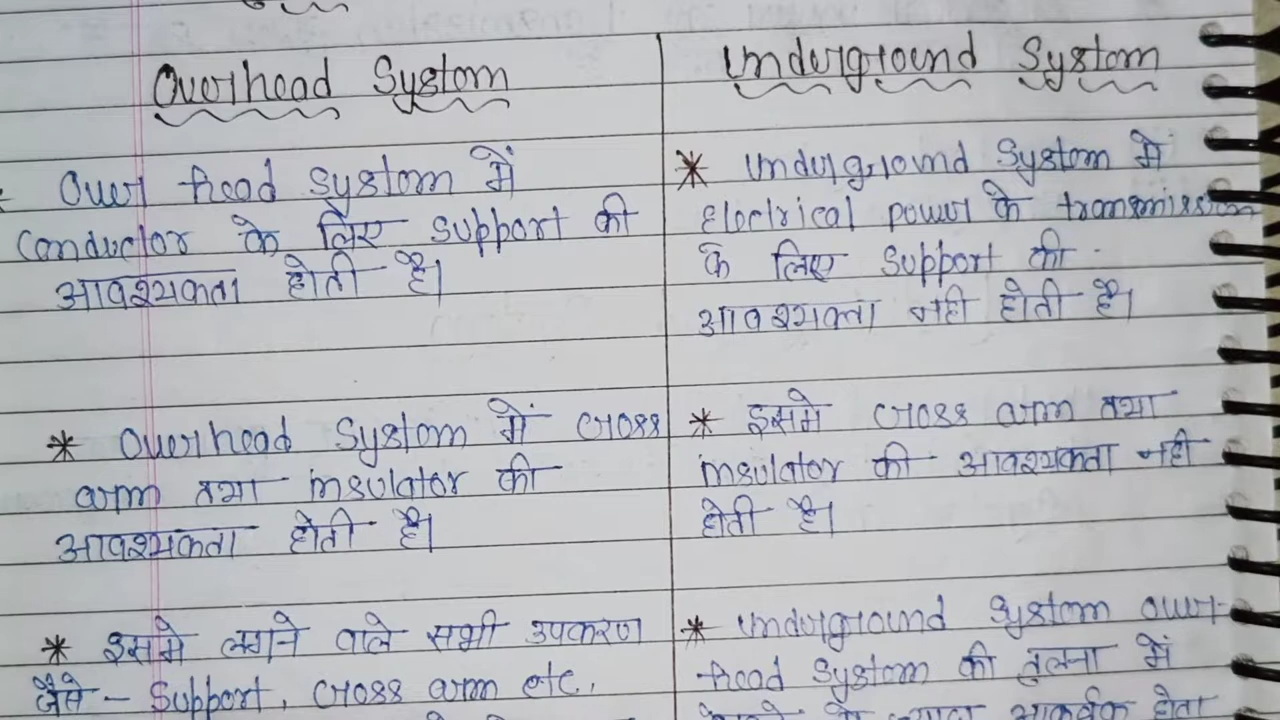 Overhead System
Over head System में
conductor के लिए support की
आवश्यकता होती है।
* Overhead System में cross
arm तथा insulator की
आवश्यकता होती है।
* इसमे लगने वाले सभी उपकरण
जैसे - Support, cross arm etc.
Underground System
* Underground System मे
Electrical power के transmission
के लिए Support की
आवश्यकता नही होती है।
* इसमे cross arm तथा
insulator की आवश्यकता नही
होती है।
* Underground System over-
head System की तुलना में
आकर्षक होता